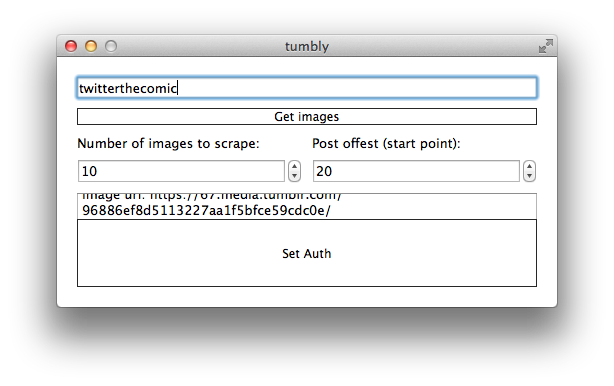 tumbly
twitterthecomic
Get images
Number of images to scrape: Post offest (start point):
10 20
image url: https://67.media.tumblr.com/
96886ef8d5113227aa1f5bfce59cdc0e/
Set Auth